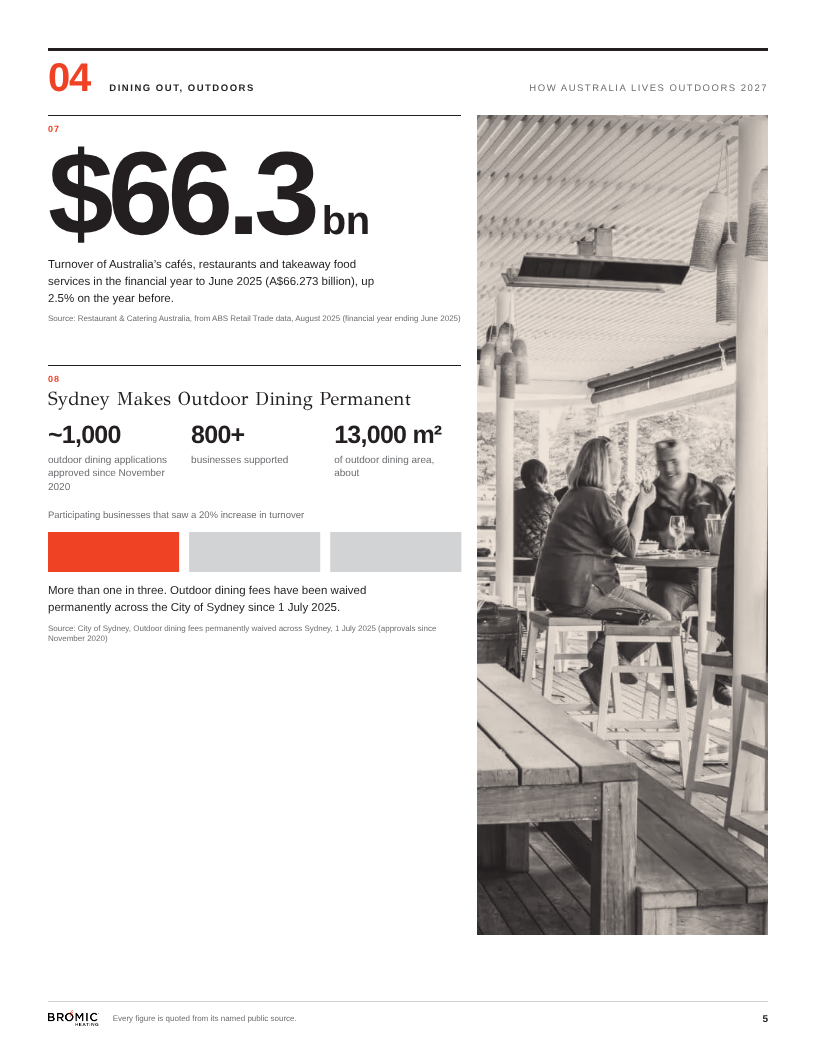 04 DINING OUT, OUTDOORS
HOW AUSTRALIA LIVES OUTDOORS 2027
07
$66.3bn
Turnover of Australia’s cafés, restaurants and takeaway food
services in the financial year to June 2025 (A$66.273 billion), up
2.5% on the year before.
Source: Restaurant & Catering Australia, from ABS Retail Trade data, August 2025 (financial year ending June 2025)
08
Sydney Makes Outdoor Dining Permanent
~1,000
outdoor dining applications
approved since November
2020
800+
businesses supported
13,000 m²
of outdoor dining area,
about
Participating businesses that saw a 20% increase in turnover
More than one in three. Outdoor dining fees have been waived
permanently across the City of Sydney since 1 July 2025.
Source: City of Sydney, Outdoor dining fees permanently waived across Sydney, 1 July 2025 (approvals since
November 2020)
BROMIC
HEATING
Every figure is quoted from its named public source.
5